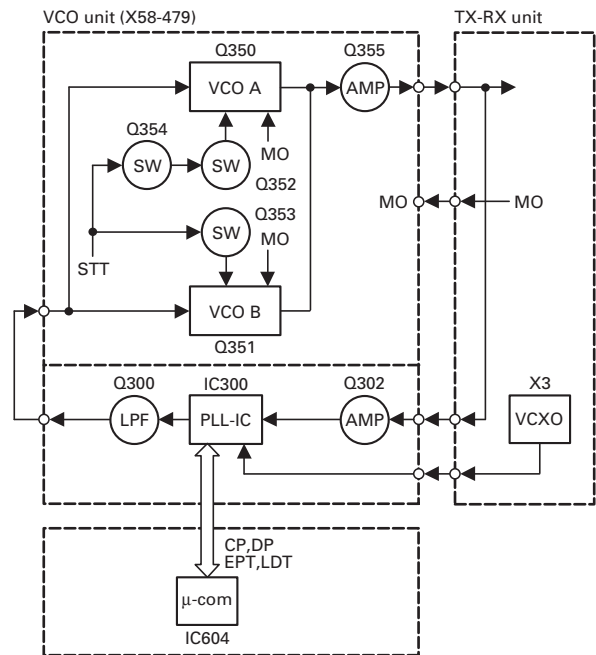 VCO unit (X58-479)
TX-RX unit
Q350
Q355
VCO A
AMP
Q354
SW
SW
MO
Q352
Q353
SW
MO
MO
MO
STT
VCO B
Q351
Q300
IC300
Q302
X3
LPF
PLL-IC
AMP
VCXO
CP,DP
EPT,LDT
µ-com
IC604